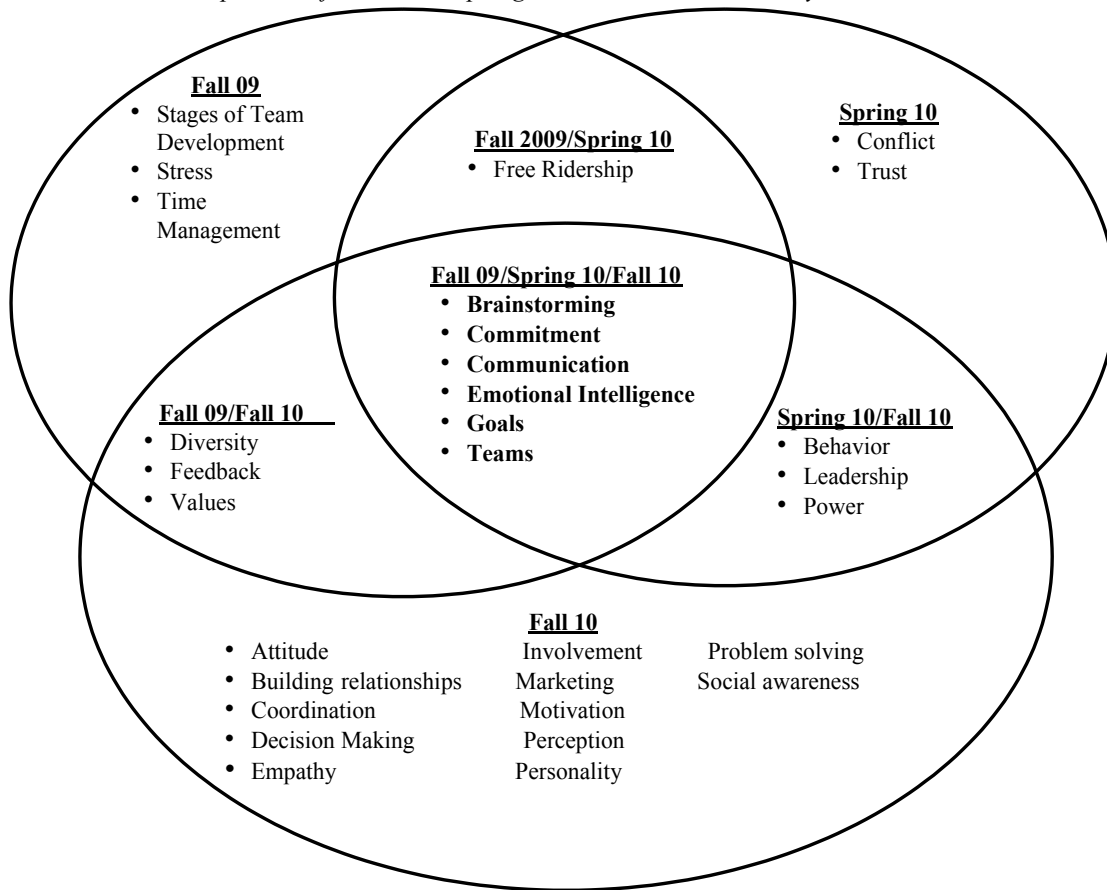 Fall 09
• Stages of Team
Development
• Stress
• Time
Management
Fall 2009/Spring 10
• Free Ridership
Spring 10
• Conflict
• Trust
Fall 09/Spring 10/Fall 10
• Brainstorming
• Commitment
• Communication
• Emotional Intelligence
• Goals
• Teams
Fall 09/Fall 10
• Diversity
• Feedback
• Values
Spring 10/Fall 10
• Behavior
• Leadership
• Power
Fall 10
• Attitude Involvement Problem solving
• Building relationships Marketing Social awareness
• Coordination Motivation
• Decision Making Perception
• Empathy Personality